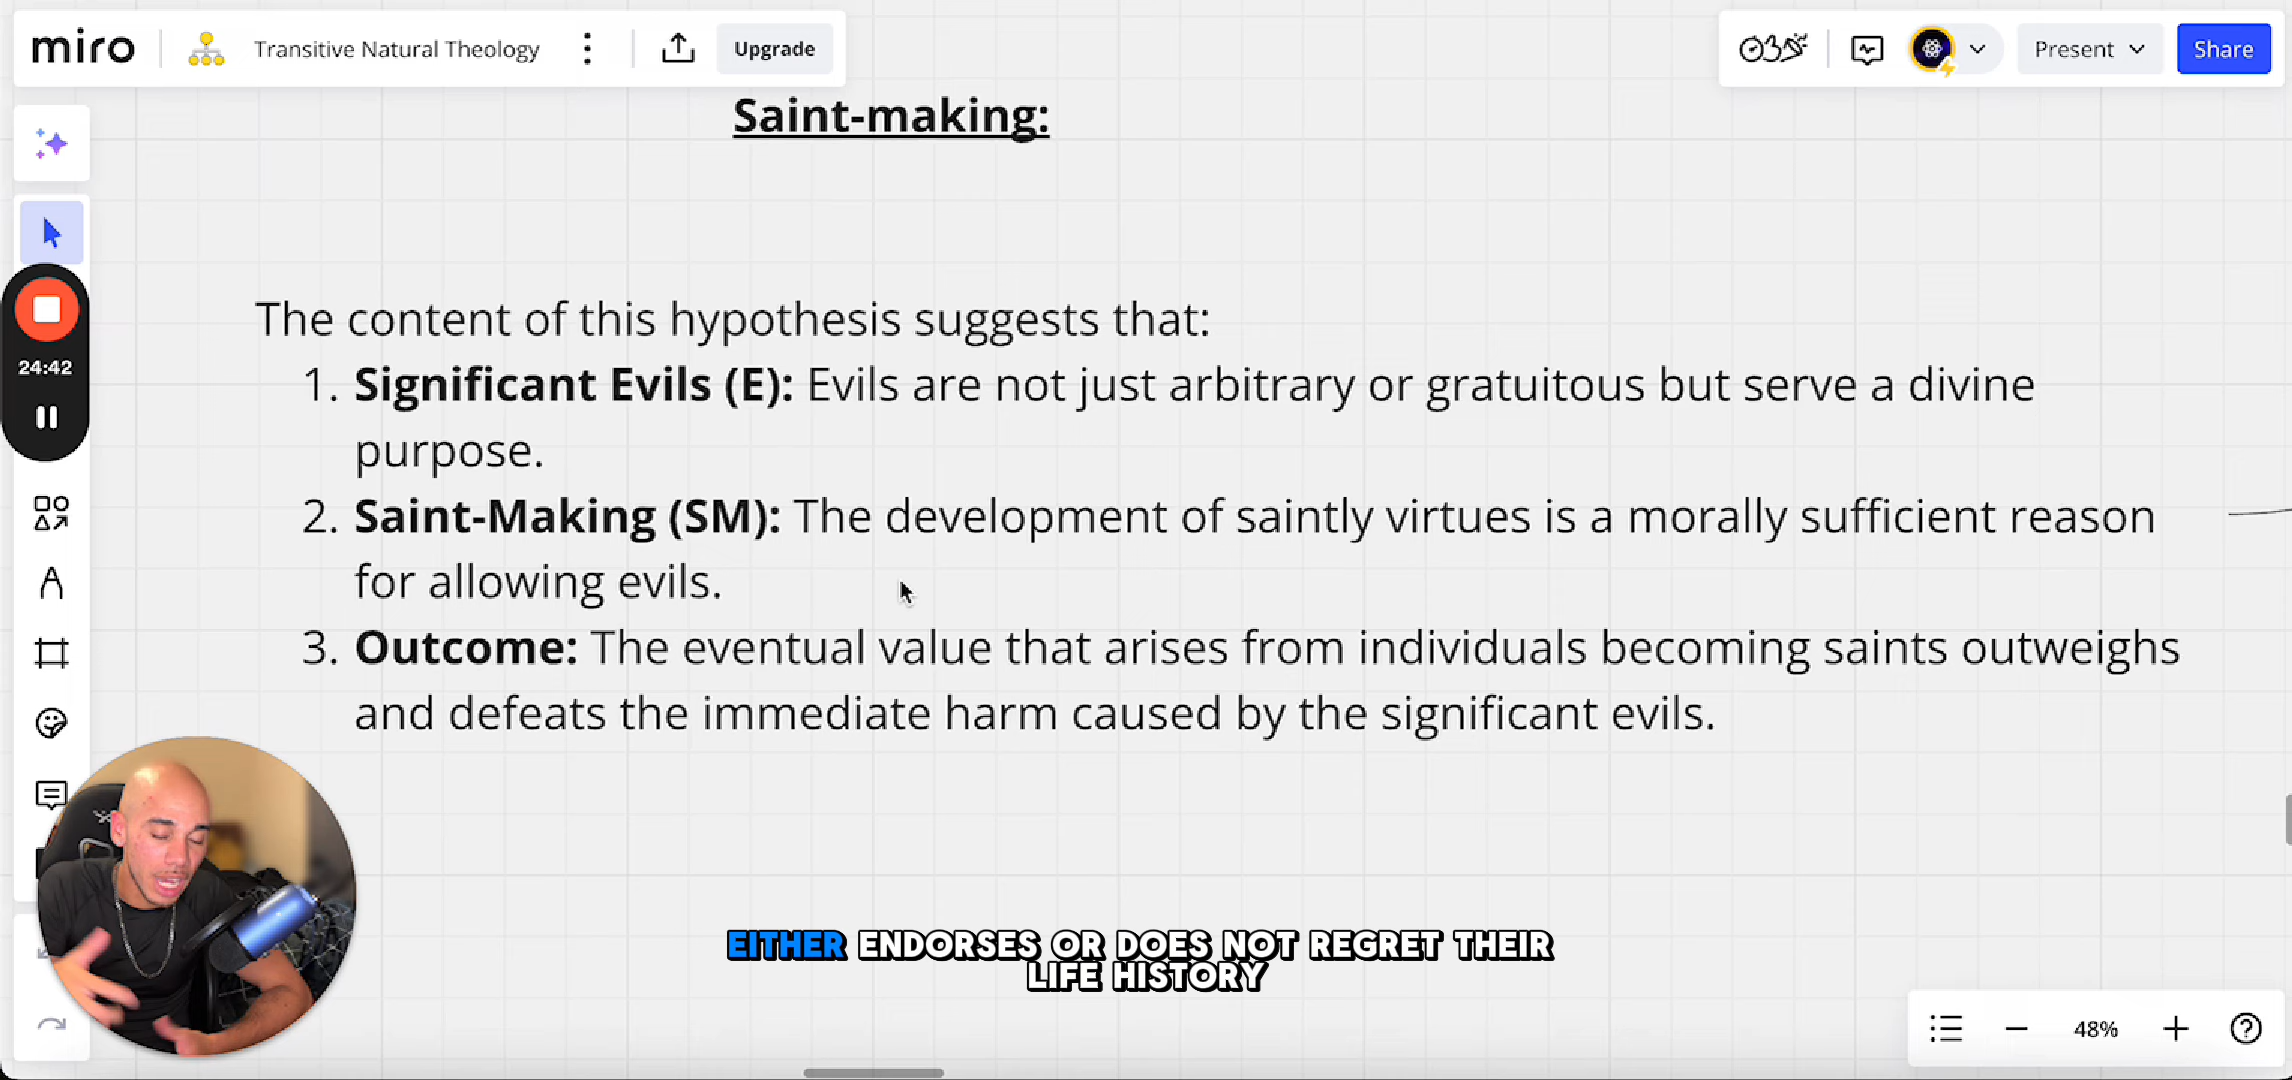 miro
Transitive Natural Theology
Upgrade
Present
Share
Saint-making:
24:42
The content of this hypothesis suggests that:
1. Significant Evils (E): Evils are not just arbitrary or gratuitous but serve a divine
purpose.
2. Saint-Making (SM): The development of saintly virtues is a morally sufficient reason
for allowing evils.
3. Outcome: The eventual value that arises from individuals becoming saints outweighs
and defeats the immediate harm caused by the significant evils.
EITHER ENDORSES OR DOES NOT REGRET THEIR
LIFE HISTORY
48%